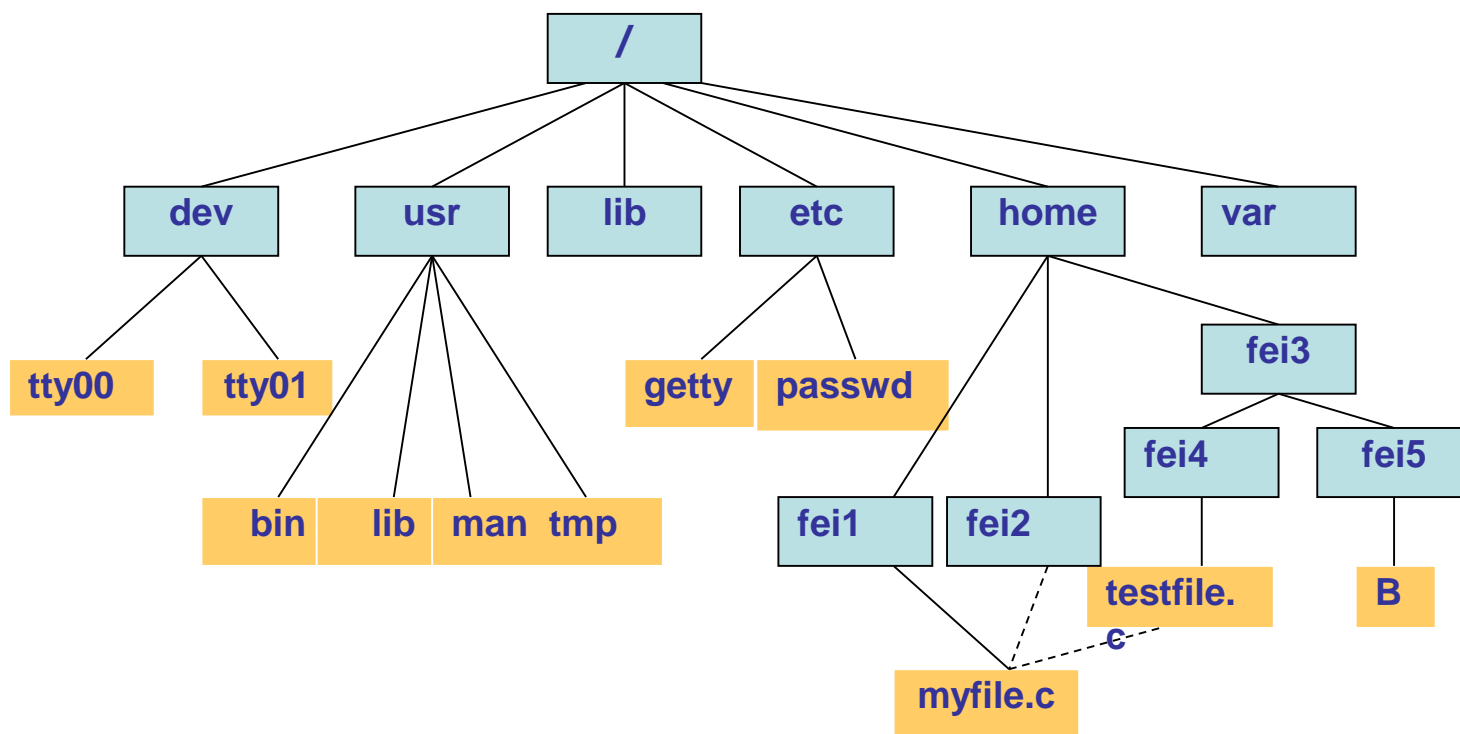 /
dev
usr
lib
etc
home
var
fei3
tty00
tty01
getty
passwd
fei4
fei5
bin
lib
man
tmp
fei1
fei2
testfile.
c
B
myfile.c